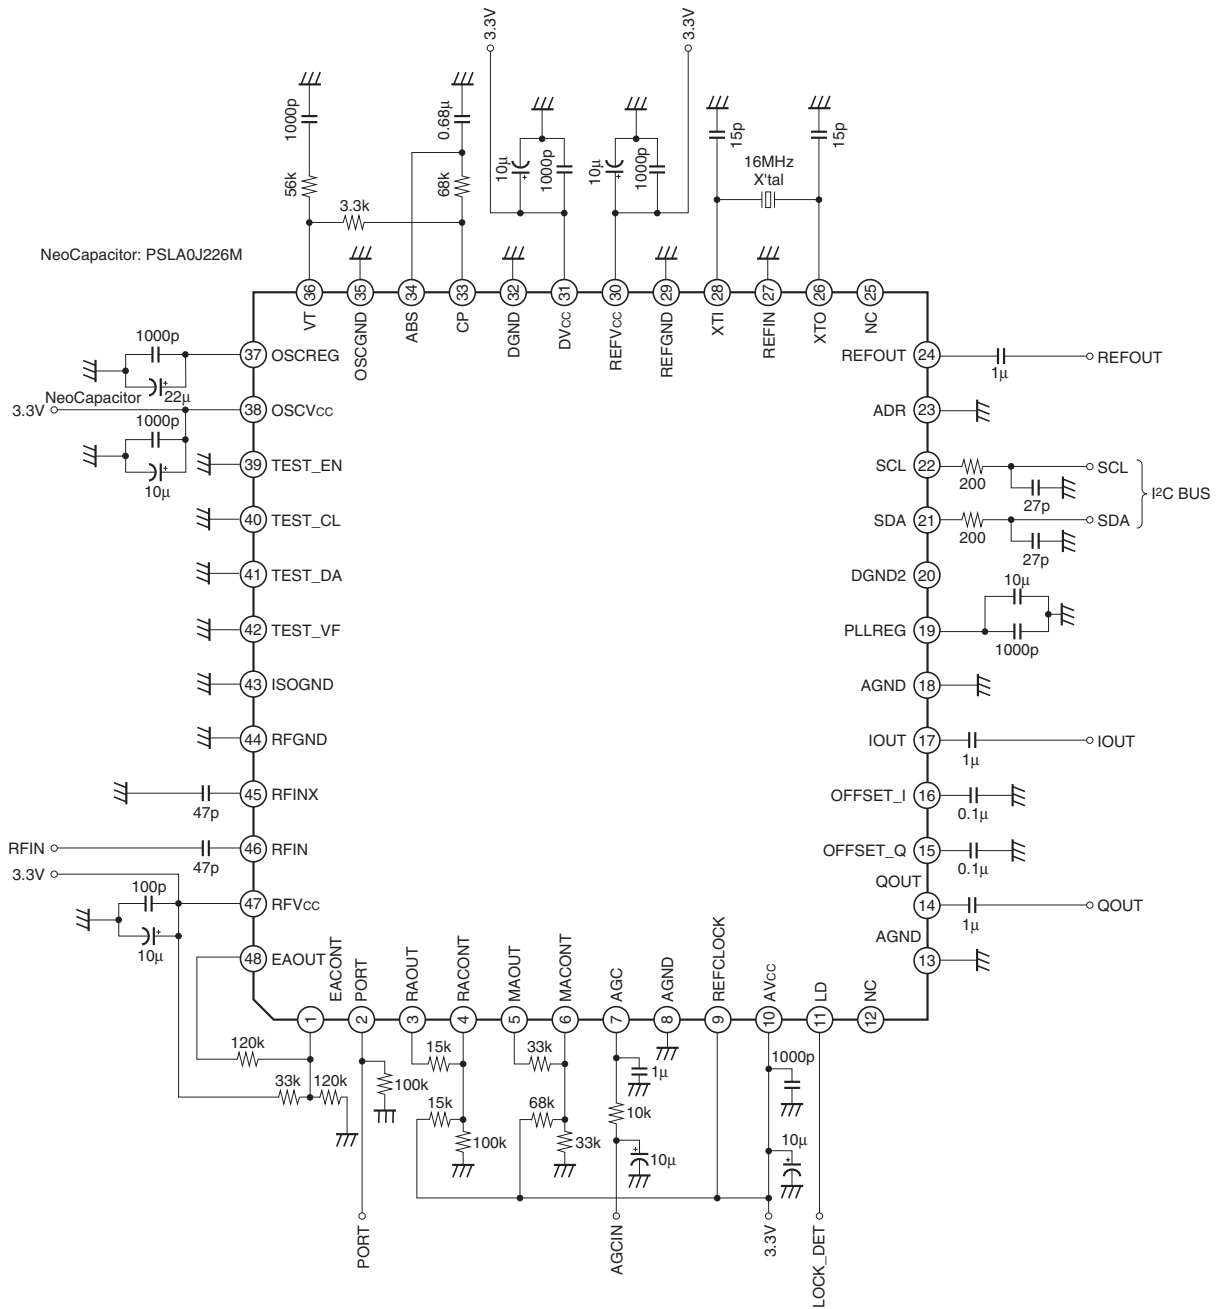 3.3V
3.3V
1000p
0.68µ
10µ
1000p
10µ
1000p
15p
15p
16MHz
X'tal
56k
68k
3.3k
NeoCapacitor: PSLA0J226M
36
35
34
33
32
31
30
29
28
27
26
25
VT
OSCGND
ABS
CP
DGND
DVcc
REFVcc
REFGND
XTI
REFIN
XTO
NC
1000p
37
OSCREG
NeoCapacitor
22µ
3.3V
38
OSCVcc
1000p
10µ
39
TEST_EN
40
TEST_CL
41
TEST_DA
42
TEST_VF
43
ISOGND
44
RFGND
45
RFINX
47p
RFIN
46
RFIN
47p
3.3V
100p
47
RFVcc
10µ
48
EAOUT
REFOUT
24
1µ
REFOUT
ADR
23
SCL
22
200
SCL
27p
I²C BUS
SDA
21
200
SDA
27p
DGND2
20
10µ
PLLREG
19
1000p
AGND
18
IOUT
17
1µ
IOUT
OFFSET_I
16
0.1µ
OFFSET_Q
15
0.1µ
QOUT
14
1µ
QOUT
AGND
13
EACONT
PORT
RAOUT
RACONT
MAOUT
MACONT
AGC
AGND
REFCLOCK
AVcc
LD
NC
1
2
3
4
5
6
7
8
9
10
11
12
120k
33k
120k
100k
15k
15k
100k
33k
68k
33k
1µ
10k
10µ
1000p
10µ
PORT
AGCIN
3.3V
LOCK_DET